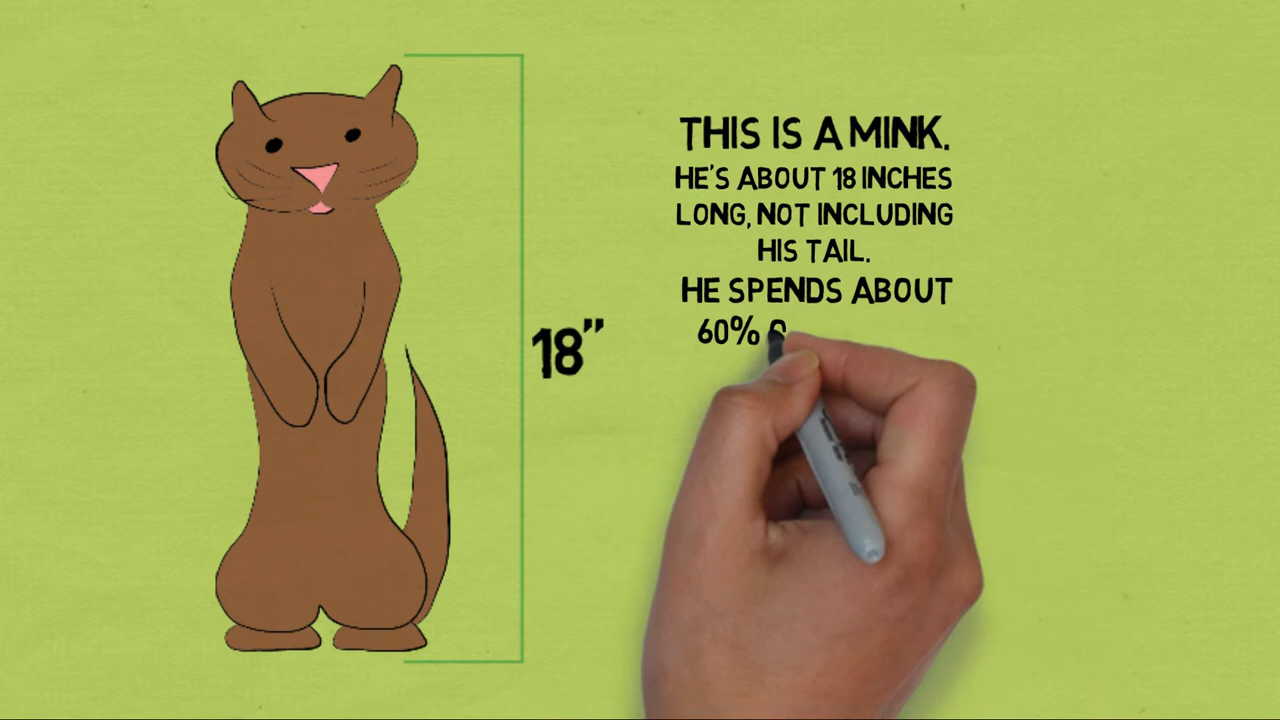 THIS IS A MINK.
HE'S ABOUT 18 INCHES
LONG, NOT INCLUDING
HIS TAIL.
HE SPENDS ABOUT
60%
18"